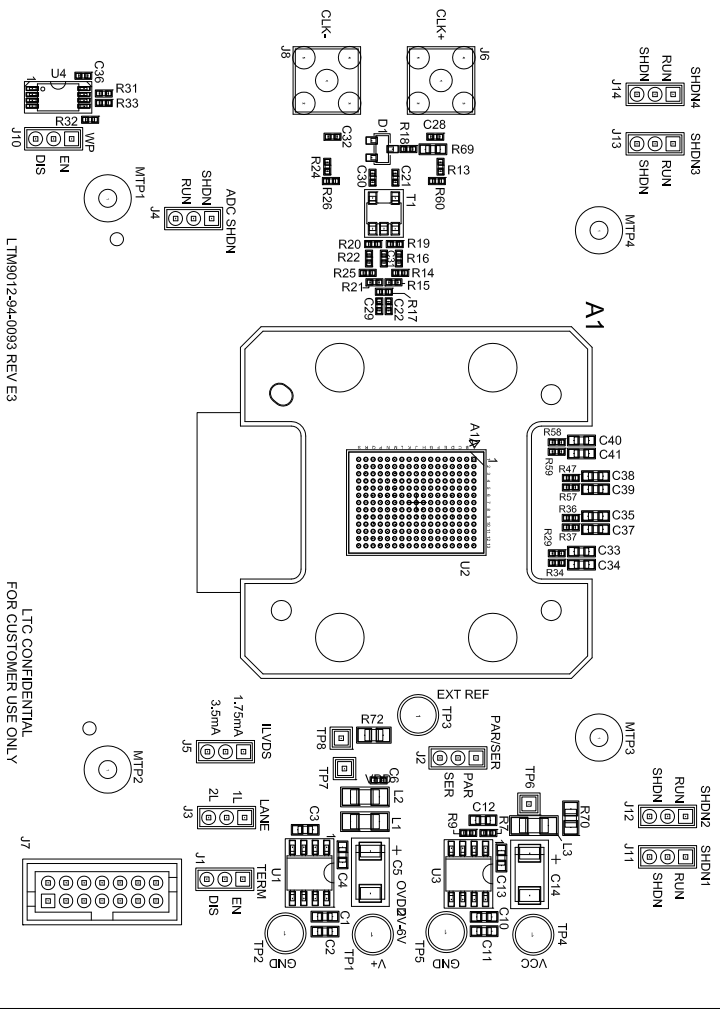 CLK-
CLK+
J8
J6
SHDN4
RUN
SHDN
J14
SHDN3
RUN
SHDN
J13
U4
1
C36
R31
R33
R32
J10
WP
EN
DIS
C32
D1
R18
C28
R69
R24
R26
C30
C21
R13
R60
T1
MTP1
ADC SHDN
SHDN
RUN
J4
MTP4
R20
R19
R22
C31
R16
R25
R14
R21
R15
R17
C29
C22
LTM9012-94-0093 REV E3
A1
A1
1
U2
R58
C40
R59
C41
R47
C38
R57
C39
R36
C35
R37
C37
R29
C33
R34
C34
LTC CONFIDENTIAL
FOR CUSTOMER USE ONLY
EXT REF
TP3
MTP2
MTP3
ILVDS
1.75mA
3.5mA
J5
TP8
R72
TP7
C6
PAR/SER
PAR
SER
J2
TP6
SHDN2
RUN
SHDN
J12
LANE
1L
2L
J3
C3
L2
L1
C12
R9
R7
R70
L3
SHDN1
RUN
SHDN
J11
J7
TERM
EN
DIS
J1
1
U1
C4
+
C5
OVDD
2V-6V
1
U3
C13
+
C14
C1
C2
C10
C11
TP2
GND
TP1
V+
TP5
GND
TP4
VCC